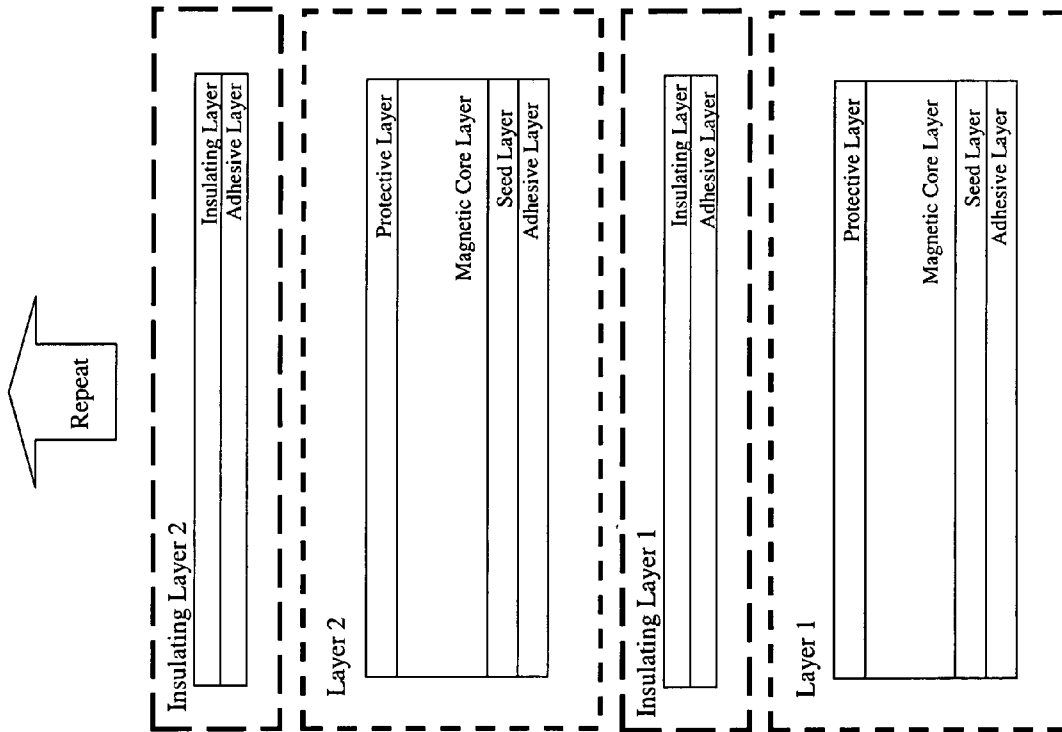 Repeat
Insulating Layer 2
Insulating Layer
Adhesive Layer
Layer 2
Protective Layer
Magnetic Core Layer
Seed Layer
Adhesive Layer
Insulating Layer 1
Insulating Layer
Adhesive Layer
Layer 1
Protective Layer
Magnetic Core Layer
Seed Layer
Adhesive Layer